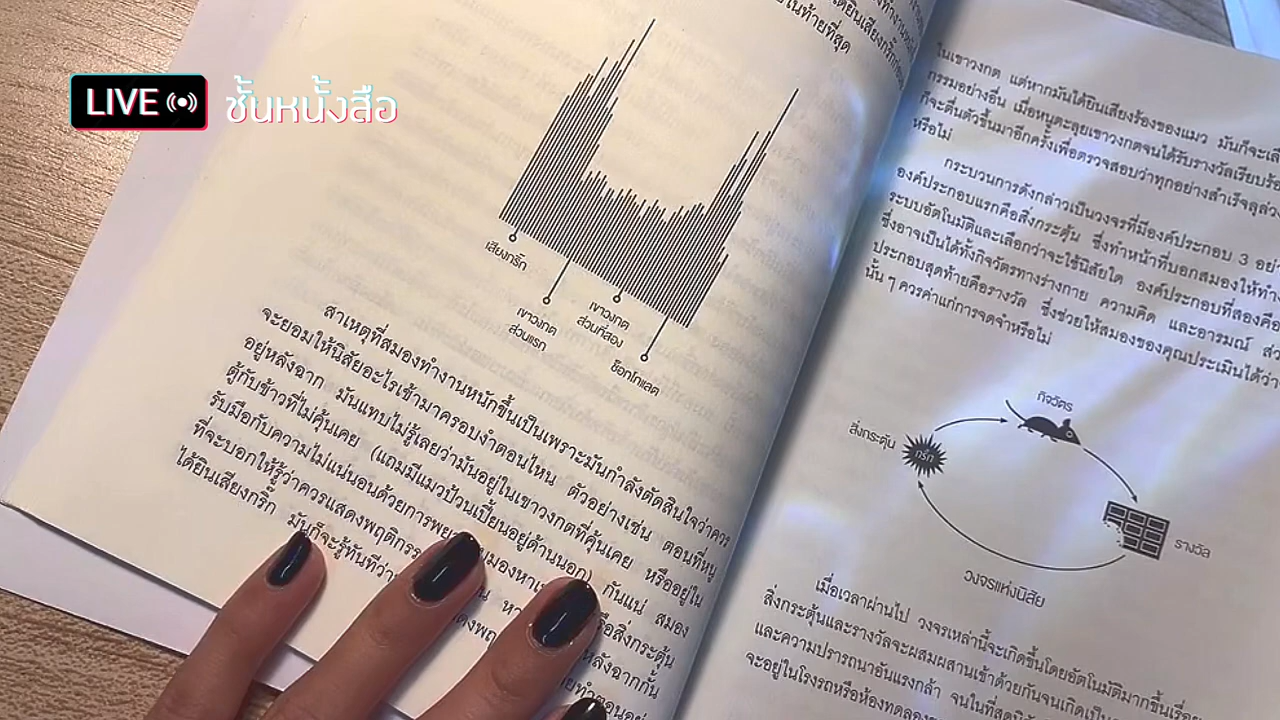 LIVE ชั้นหนังสือ
ในท้ายที่สุด
เสียงกริ๊ก
เขาวงกต
ส่วนแรก
เขาวงกต
ส่วนที่สอง
ช็อกโกแลต
สาเหตุที่สมองทำงานหนักขึ้นเป็นเพราะมันกำลังตัดสินใจว่าควร
จะยอมให้นิสัยอะไรเข้ามาครอบงำตอนไหน ตัวอย่างเช่น ตอนที่หนู
อยู่หลังฉาก มันแทบไม่รู้เลยว่ามันอยู่ในเขาวงกตที่คุ้นเคย หรืออยู่ใน
ตู้กับข้าวที่ไม่คุ้นเคย (แถมมีแมวป้วนเปี้ยนอยู่ด้านนอก) กันแน่ สมอง
รับมือกับความไม่แน่นอนด้วยการ สิ่งกระตุ้น
ที่จะบอกให้รู้ว่าควรแสดงพฤติกรร หลังฉากกั้น
ได้ยินเสียงกริ๊ก มันก็จะรู้ทันทีว่า
ในเขาวงกต แต่หากมันได้ยินเสียงร้องของแมว มันก็จะ
กรรมอย่างอื่น เมื่อหนูตะลุยเขาวงกตจนได้รับรางวัลเรียบร้อ
ก็จะตื่นตัวขึ้นมาอีกครั้งเพื่อตรวจสอบว่าทุกอย่างสำเร็จลุล่วง
หรือไม่
กระบวนการดังกล่าวเป็นวงจรที่มีองค์ประกอบ 3 อย่า
องค์ประกอบแรกคือสิ่งกระตุ้น ซึ่งทำหน้าที่บอกสมองให้ทำง
ระบบอัตโนมัติและเลือกว่าจะใช้นิสัยใด องค์ประกอบที่สองคือ
ซึ่งอาจเป็นได้ทั้งกิจวัตรทางร่างกาย ความคิด และอารมณ์ ส่ว
ประกอบสุดท้ายคือรางวัล ซึ่งช่วยให้สมองของคุณประเมินได้ว่า
นั้น ๆ ควรค่าแก่การจดจำหรือไม่
กิจวัตร
สิ่งกระตุ้น
กริ๊ก
รางวัล
วงจรแห่งนิสัย
เมื่อเวลาผ่านไป วงจรเหล่านี้จะเกิดขึ้นโดยอัตโนมัติมากขึ้นเรื่อ
สิ่งกระตุ้นและรางวัลจะผสมผสานเข้าด้วยกันจนเกิดเป็น
และความปรารถนาอันแรงกล้า จนในที่สุด
จะอยู่ในโรงรถหรือห้องทดลอง